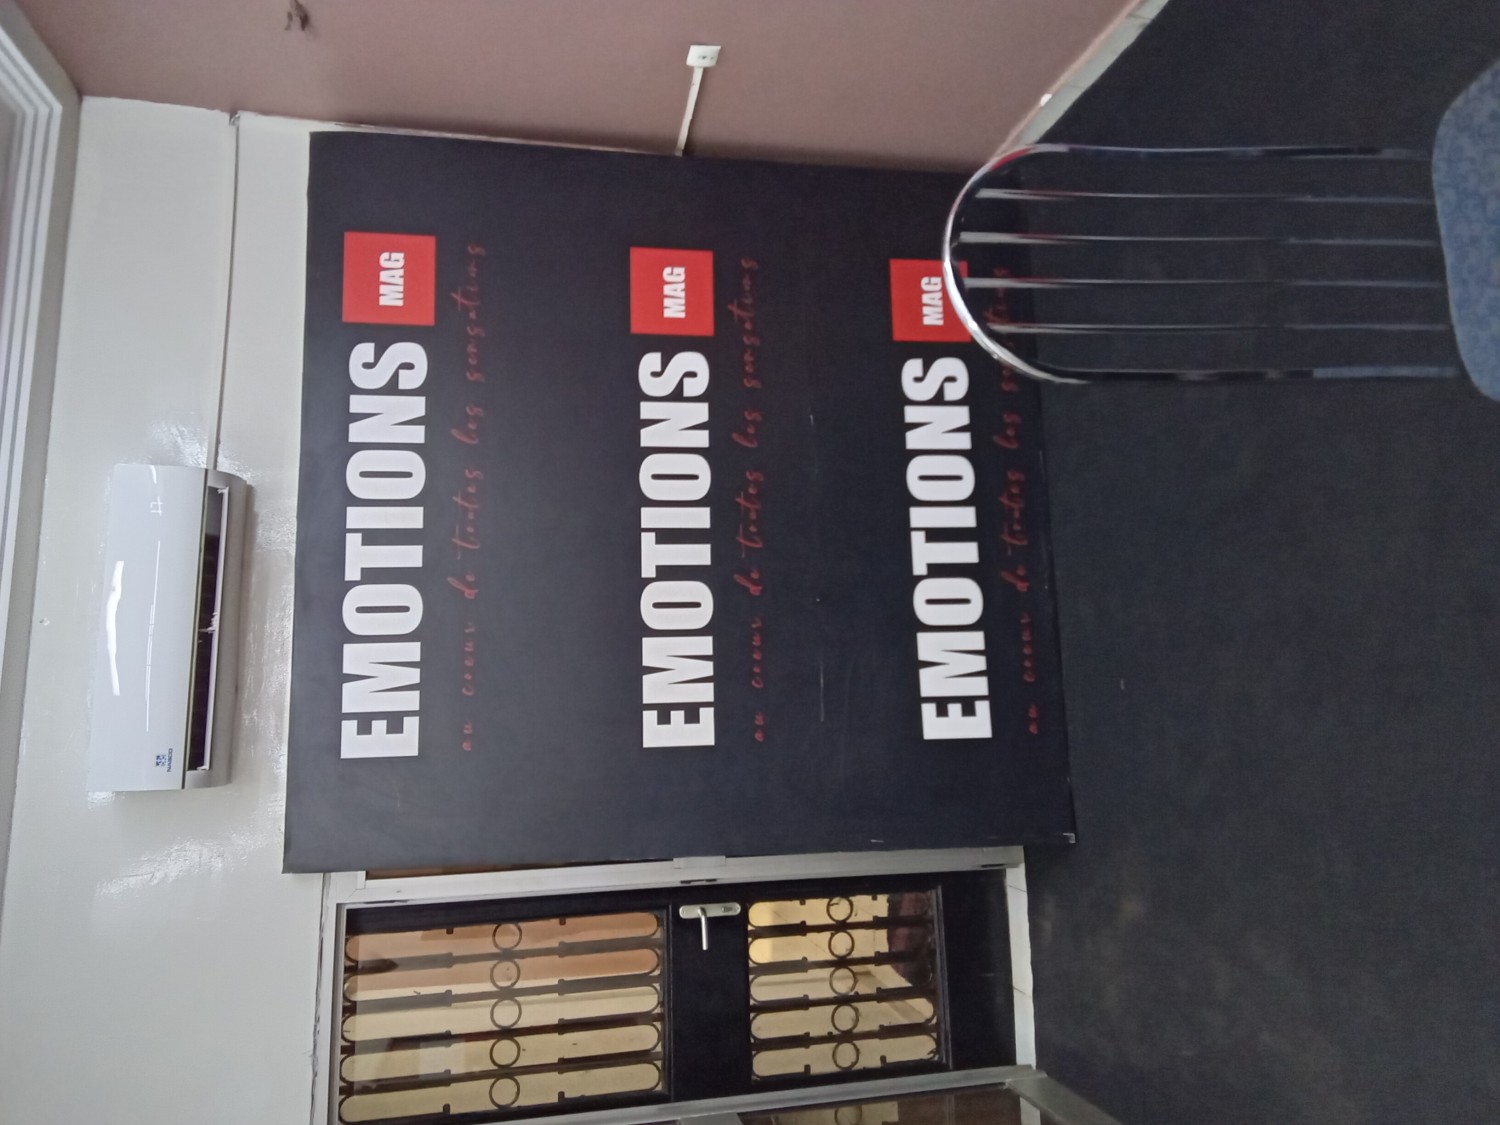 NASCO
EMOTIONS MAG
au coeur de toutes les sensations
EMOTIONS MAG
au coeur de toutes les sensations
EMOTIONS MAG
au coeur de toutes les